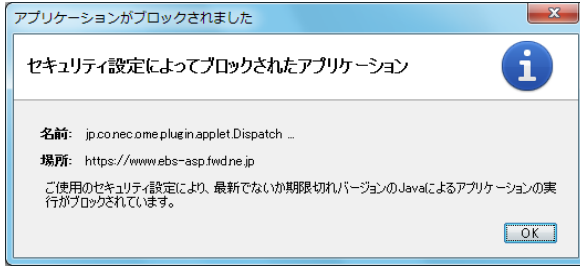 アプリケーションがブロックされました
セキュリティ設定によってブロックされたアプリケーション
名前: jp.co.nec.ome.plugin.applet.Dispatch ...
場所: https://www.ebs-asp.fwd.ne.jp
ご使用のセキュリティ設定により、最新でないか期限切れバージョンのJavaによるアプリケーションの実
行がブロックされています。
OK